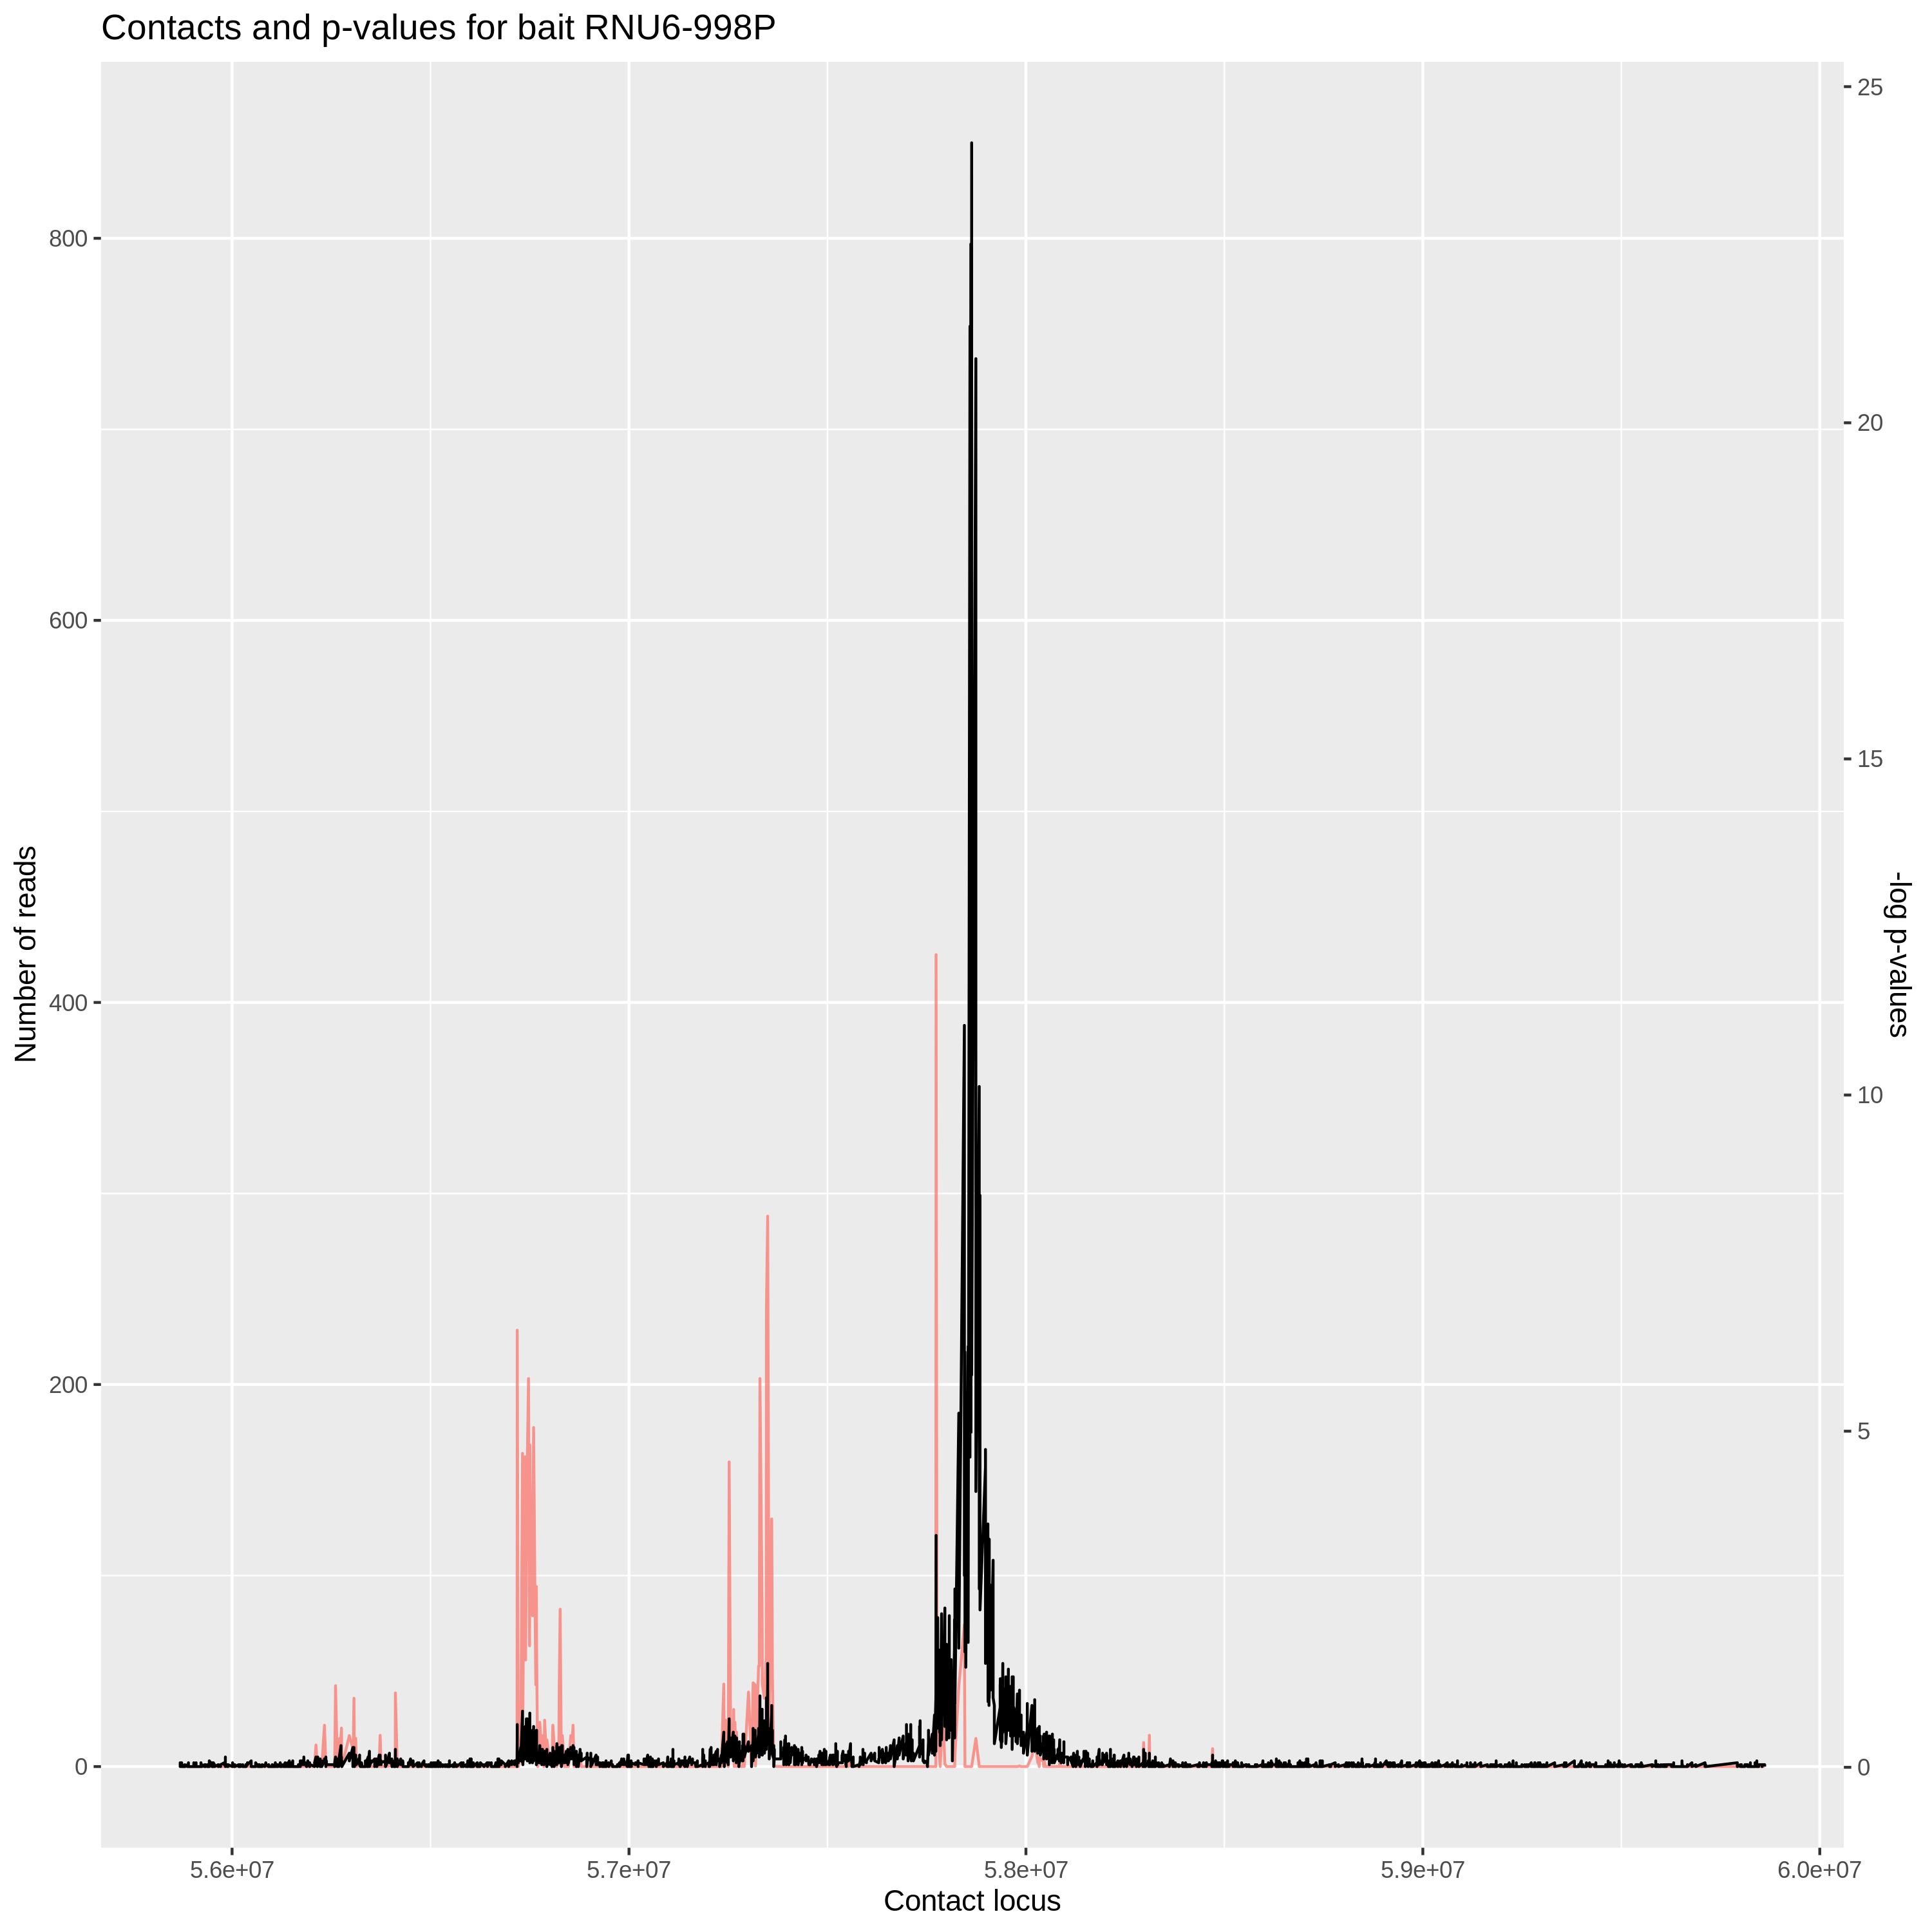 Contacts and p-values for bait RNU6-998P
Number of reads
800
600
400
200
0
25
20
15
10
5
0
-log p-values
5.6e+07
5.7e+07
5.8e+07
5.9e+07
6.0e+07
Contact locus